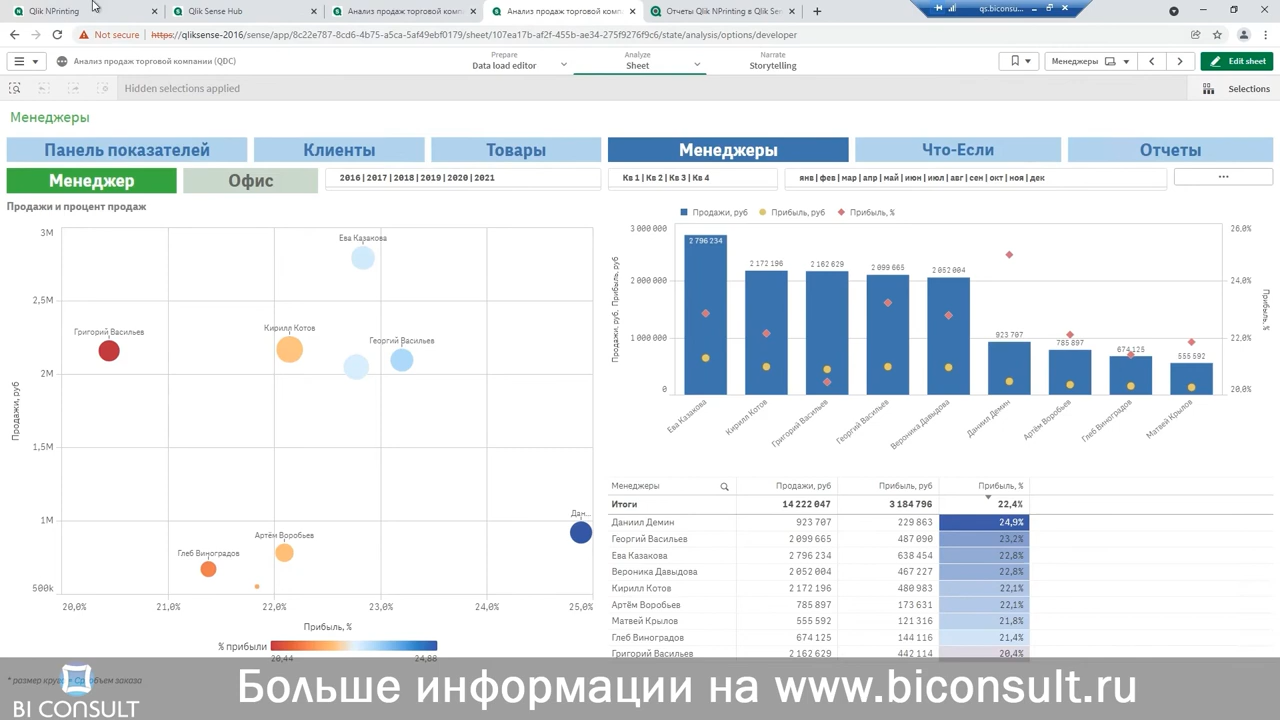 Qlik NPrinting
Qlik Sense Hub
Анализ продаж торговой комп
Анализ продаж торговой комп
Отчеты Qlik NPrinting в Qlik Sen
qs.biconsu...
Not secure
https://qliksense-2016/sense/app/8c22e787-8cd6-4b75-a5ca-5af49ebf0179/sheet/107ea17b-af2f-455b-ae34-275f9276f9c6/state/analysis/options/developer
Анализ продаж торговой компании (QDC)
Prepare
Data load editor
Analyze
Sheet
Narrate
Storytelling
Менеджеры
Edit sheet
Hidden selections applied
Selections
Менеджеры
Панель показателей
Клиенты
Товары
Менеджеры
Что-Если
Отчеты
Менеджер
Офис
2016 | 2017 | 2018 | 2019 | 2020 | 2021
Кв 1 | Кв 2 | Кв 3 | Кв 4
янв | фев | мар | апр | май | июн | июл | авг | сен | окт | ноя | дек
...
Продажи и процент продаж
3M
2,5M
2M
1,5M
1M
500k
Продажи, руб
Ева Казакова
Григорий Васильев
Кирилл Котов
Георгий Васильев
Дан...
Артём Воробьев
Глеб Виноградов
20,0%
21,0%
22,0%
23,0%
24,0%
25,0%
Прибыль, %
% прибыли
20,44
24,88
Продажи, руб
Прибыль, руб
Прибыль, %
3 000 000
2 000 000
1 000 000
0
Продажи, руб, Прибыль, руб
2 796 234
2 172 196
2 162 629
2 099 665
2 052 004
923 707
785 897
674 125
555 592
26,0%
24,0%
22,0%
20,0%
Прибыль, %
Ева Казакова
Кирилл Котов
Григорий Васильев
Георгий Васильев
Вероника Давыдова
Даниил Демин
Артём Воробьев
Глеб Виноградов
Матвей Крылов
Менеджеры Продажи, руб Прибыль, руб Прибыль, %
Итоги 14 222 047 3 184 796 22,4%
Даниил Демин 923 707 229 863 24,9%
Георгий Васильев 2 099 665 487 090 23,2%
Ева Казакова 2 796 234 638 454 22,8%
Вероника Давыдова 2 052 004 467 227 22,8%
Кирилл Котов 2 172 196 480 983 22,1%
Артём Воробьев 785 897 173 631 22,1%
Матвей Крылов 555 592 121 316 21,8%
Глеб Виноградов 674 125 144 116 21,4%
Григорий Васильев 2 162 629 442 114 20,4%
* размер круга = Ср. объем заказа
BI CONSULT
Больше информации на www.biconsult.ru